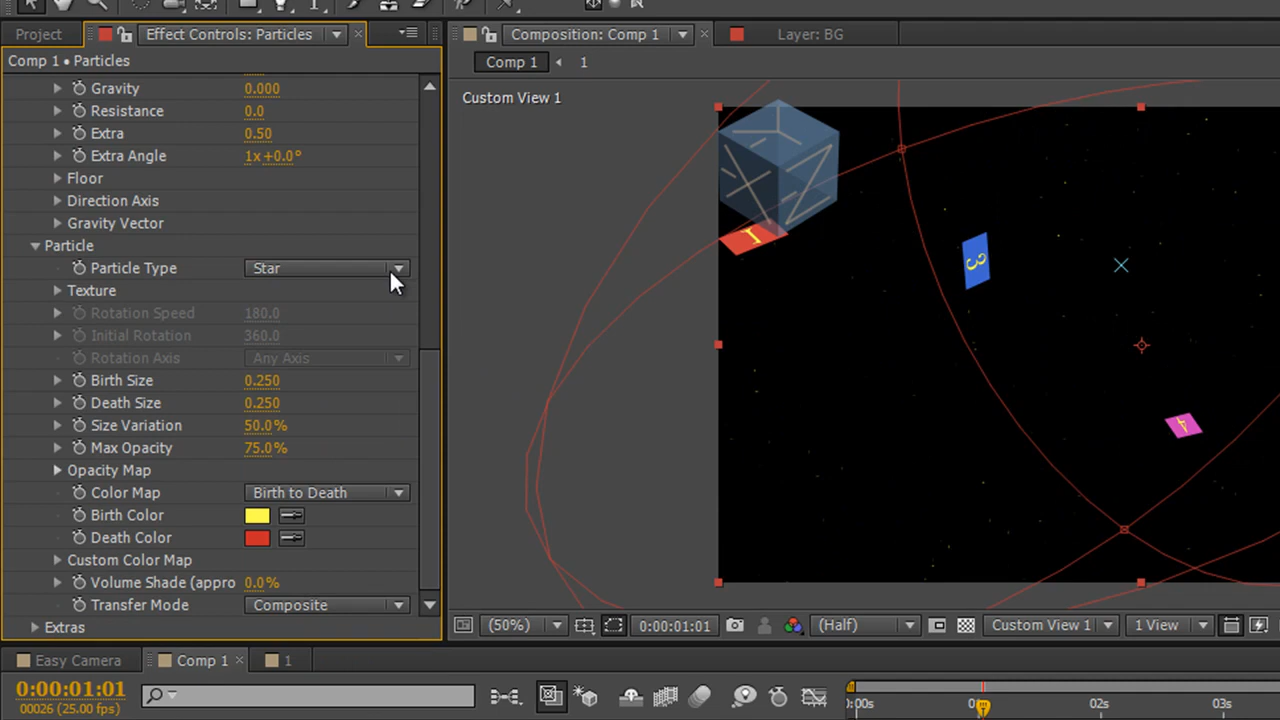 Project
Effect Controls: Particles
Composition: Comp 1
Layer: BG
Comp 1 • Particles
Comp 1
1
Custom View 1
Gravity 0.000
Resistance 0.0
Extra 0.50
Extra Angle 1x+0.0°
Floor
Direction Axis
Gravity Vector
Particle
Particle Type Star
Texture
Rotation Speed 180.0
Initial Rotation 360.0
Rotation Axis Any Axis
Birth Size 0.250
Death Size 0.250
Size Variation 50.0%
Max Opacity 75.0%
Opacity Map
Color Map Birth to Death
Birth Color
Death Color
Custom Color Map
Volume Shade (appro 0.0%
Transfer Mode Composite
Extras
1
3
4
(50%) 0:00:01:01 (Half) Custom View 1 1 View
Easy Camera Comp 1 1
0:00:01:01
00026 (25.00 fps)
:00s 02s 03s